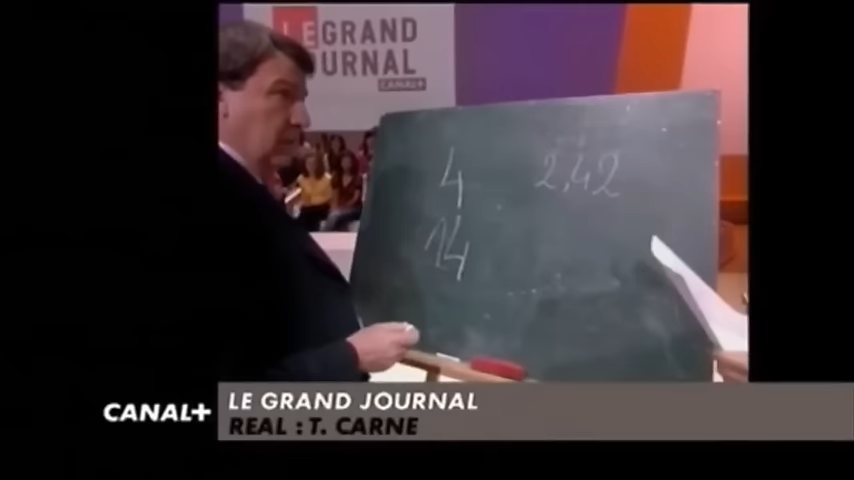 LE GRAND
JOURNAL
CANAL+
4
2,42
14
CANAL+
LE GRAND JOURNAL
REAL : T. CARNE